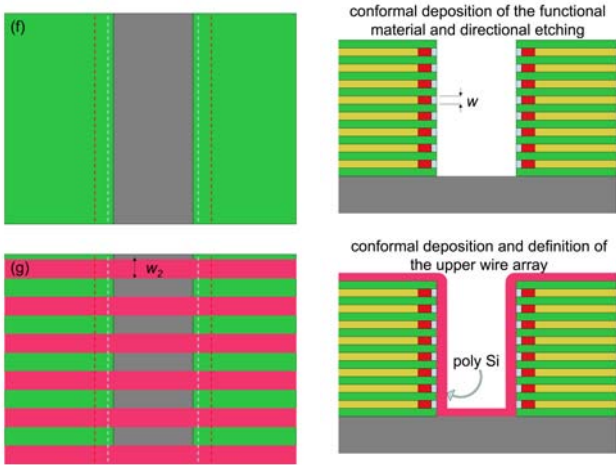 (f)
conformal deposition of the functional
material and directional etching
w
(g)
w2
conformal deposition and definition of
the upper wire array
poly Si